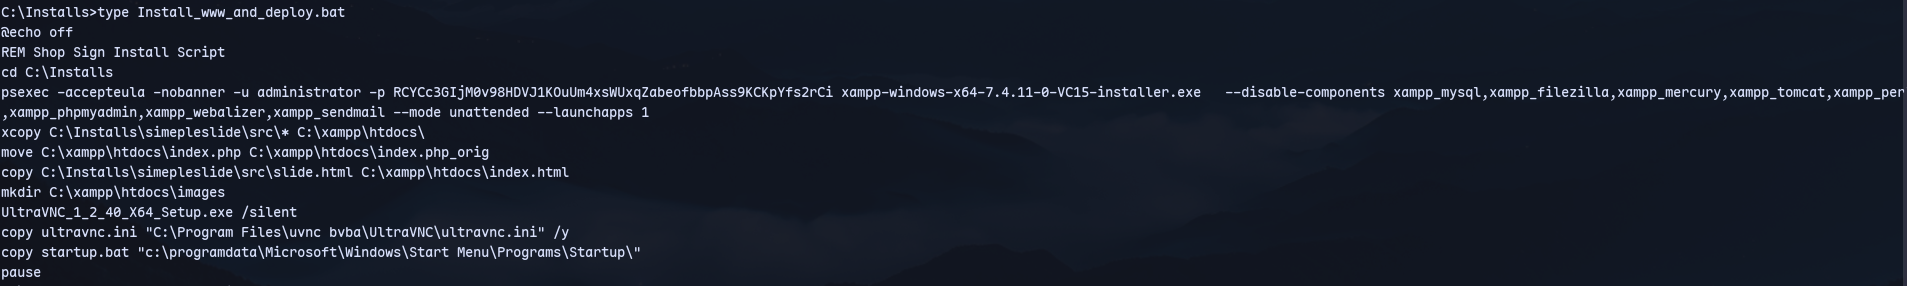 C:\Installs>type Install_www_and_deploy.bat
@echo off
REM Shop Sign Install Script
cd C:\Installs
psexec -accepteula -nobanner -u administrator -p RCYCc3GIjM0v98HDVJ1KOuUm4xsWUxqZabeofbbpAss9KCKpYfs2rCi xampp-windows-x64-7.4.11-0-VC15-installer.exe   --disable-components xampp_mysql,xampp_filezilla,xampp_mercury,xampp_tomcat,xampp_per
,xampp_phpmyadmin,xampp_webalizer,xampp_sendmail --mode unattended --launchapps 1
xcopy C:\Installs\simepleslide\src\* C:\xampp\htdocs\
move C:\xampp\htdocs\index.php C:\xampp\htdocs\index.php_orig
copy C:\Installs\simepleslide\src\slide.html C:\xampp\htdocs\index.html
mkdir C:\xampp\htdocs\images
UltraVNC_1_2_40_X64_Setup.exe /silent
copy ultravnc.ini "C:\Program Files\uvnc bvba\UltraVNC\ultravnc.ini" /y
copy startup.bat "c:\programdata\Microsoft\Windows\Start Menu\Programs\Startup\"
pause